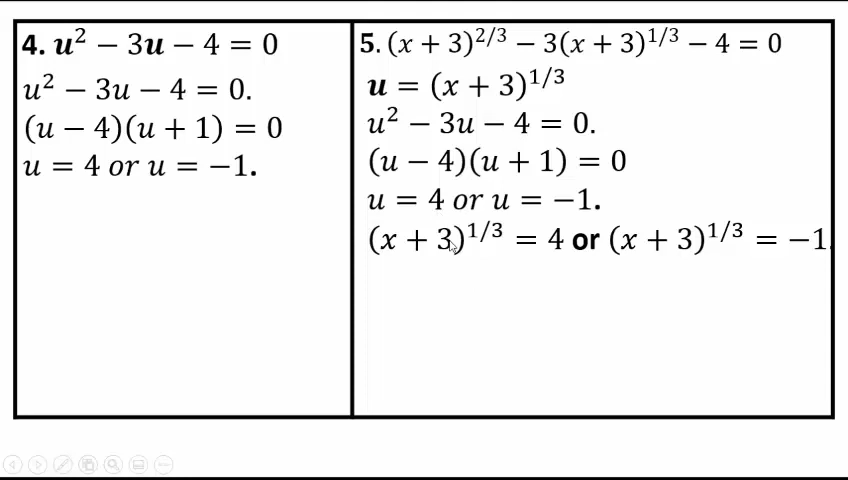 4. u² − 3u − 4 = 0
u² − 3u − 4 = 0.
(u − 4)(u + 1) = 0
u = 4 or u = −1.
5. (x + 3)^{2/3} − 3(x + 3)^{1/3} − 4 = 0
u = (x + 3)^{1/3}
u² − 3u − 4 = 0.
(u − 4)(u + 1) = 0
u = 4 or u = −1.
(x + 3)^{1/3} = 4 or (x + 3)^{1/3} = −1.